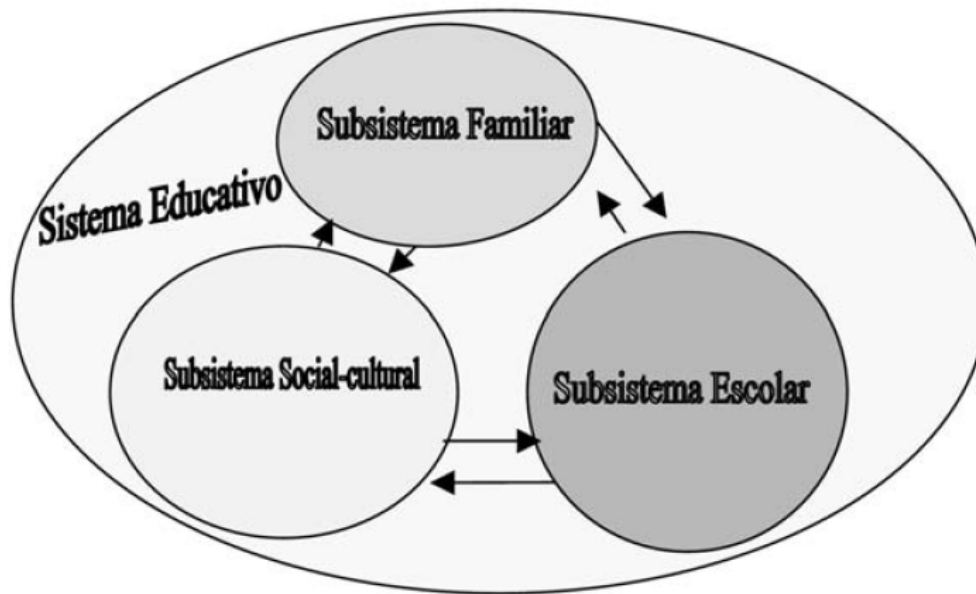 Subsistema Familiar
Sistema Educativo
Subsistema Social-cultural
Subsistema Escolar